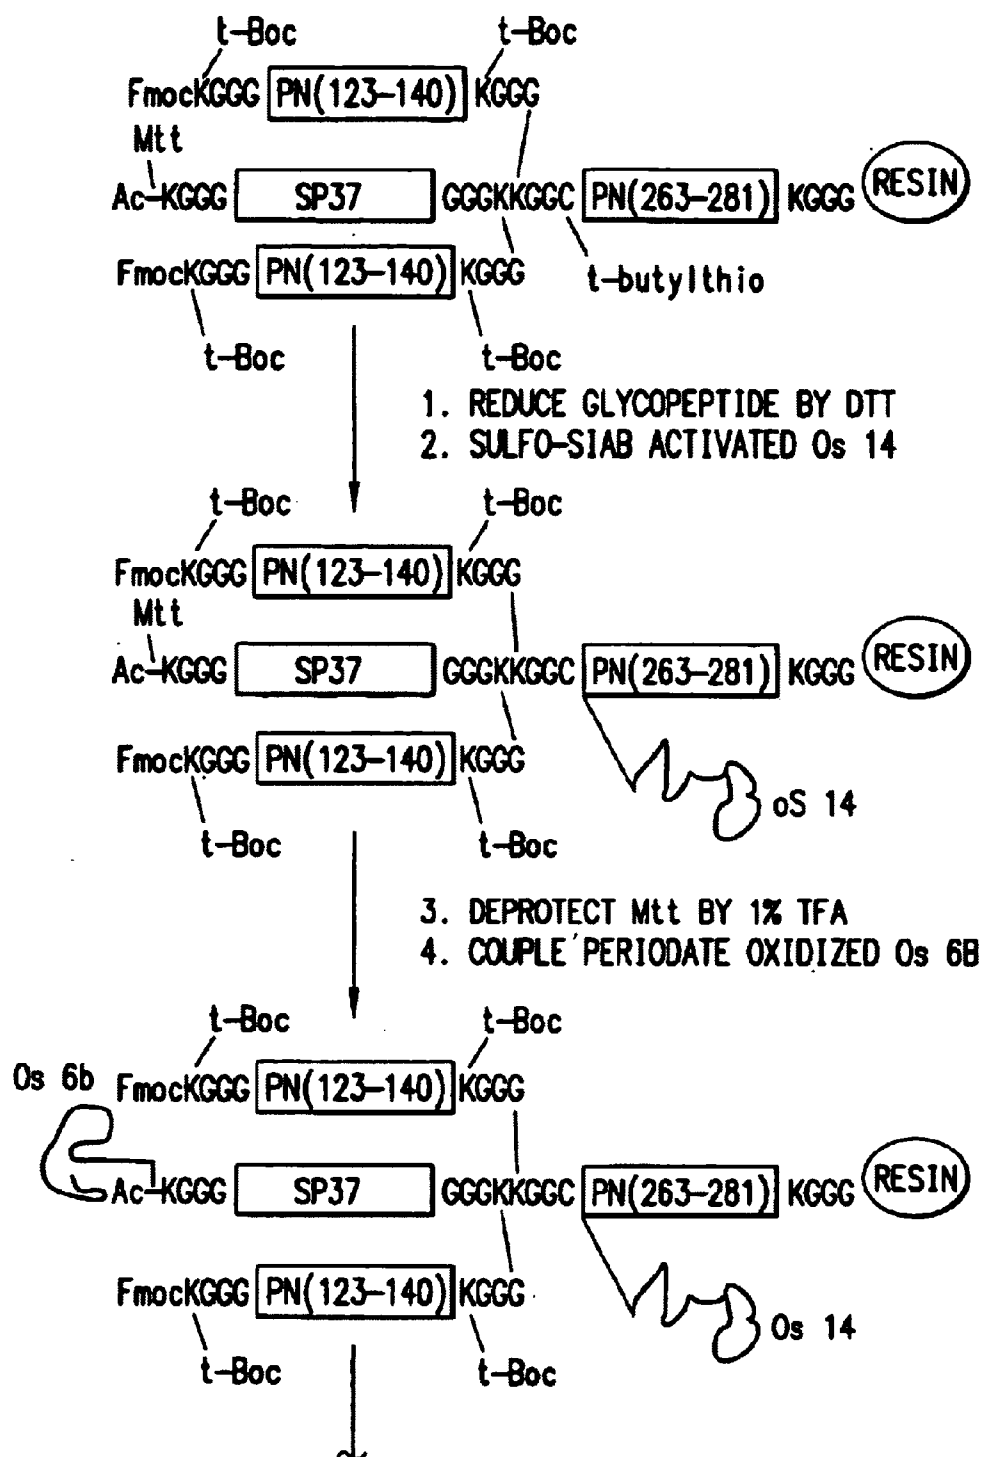 t-Boc t-Boc
FmocKGGG PN(123-140) KGGG
Mtt
Ac-KGGG SP37 GGGKKGGC PN(263-281) KGGG RESIN
FmocKGGG PN(123-140) KGGG t-butylthio
t-Boc t-Boc
1. REDUCE GLYCOPEPTIDE BY DTT
2. SULFO-SIAB ACTIVATED Os 14
t-Boc t-Boc
FmocKGGG PN(123-140) KGGG
Mtt
Ac-KGGG SP37 GGGKKGGC PN(263-281) KGGG RESIN
FmocKGGG PN(123-140) KGGG
oS 14
t-Boc t-Boc
3. DEPROTECT Mtt BY 1% TFA
4. COUPLE PERIODATE OXIDIZED Os 6B
t-Boc t-Boc
Os 6b FmocKGGG PN(123-140) KGGG
Ac-KGGG SP37 GGGKKGGC PN(263-281) KGGG RESIN
FmocKGGG PN(123-140) KGGG
Os 14
t-Boc t-Boc